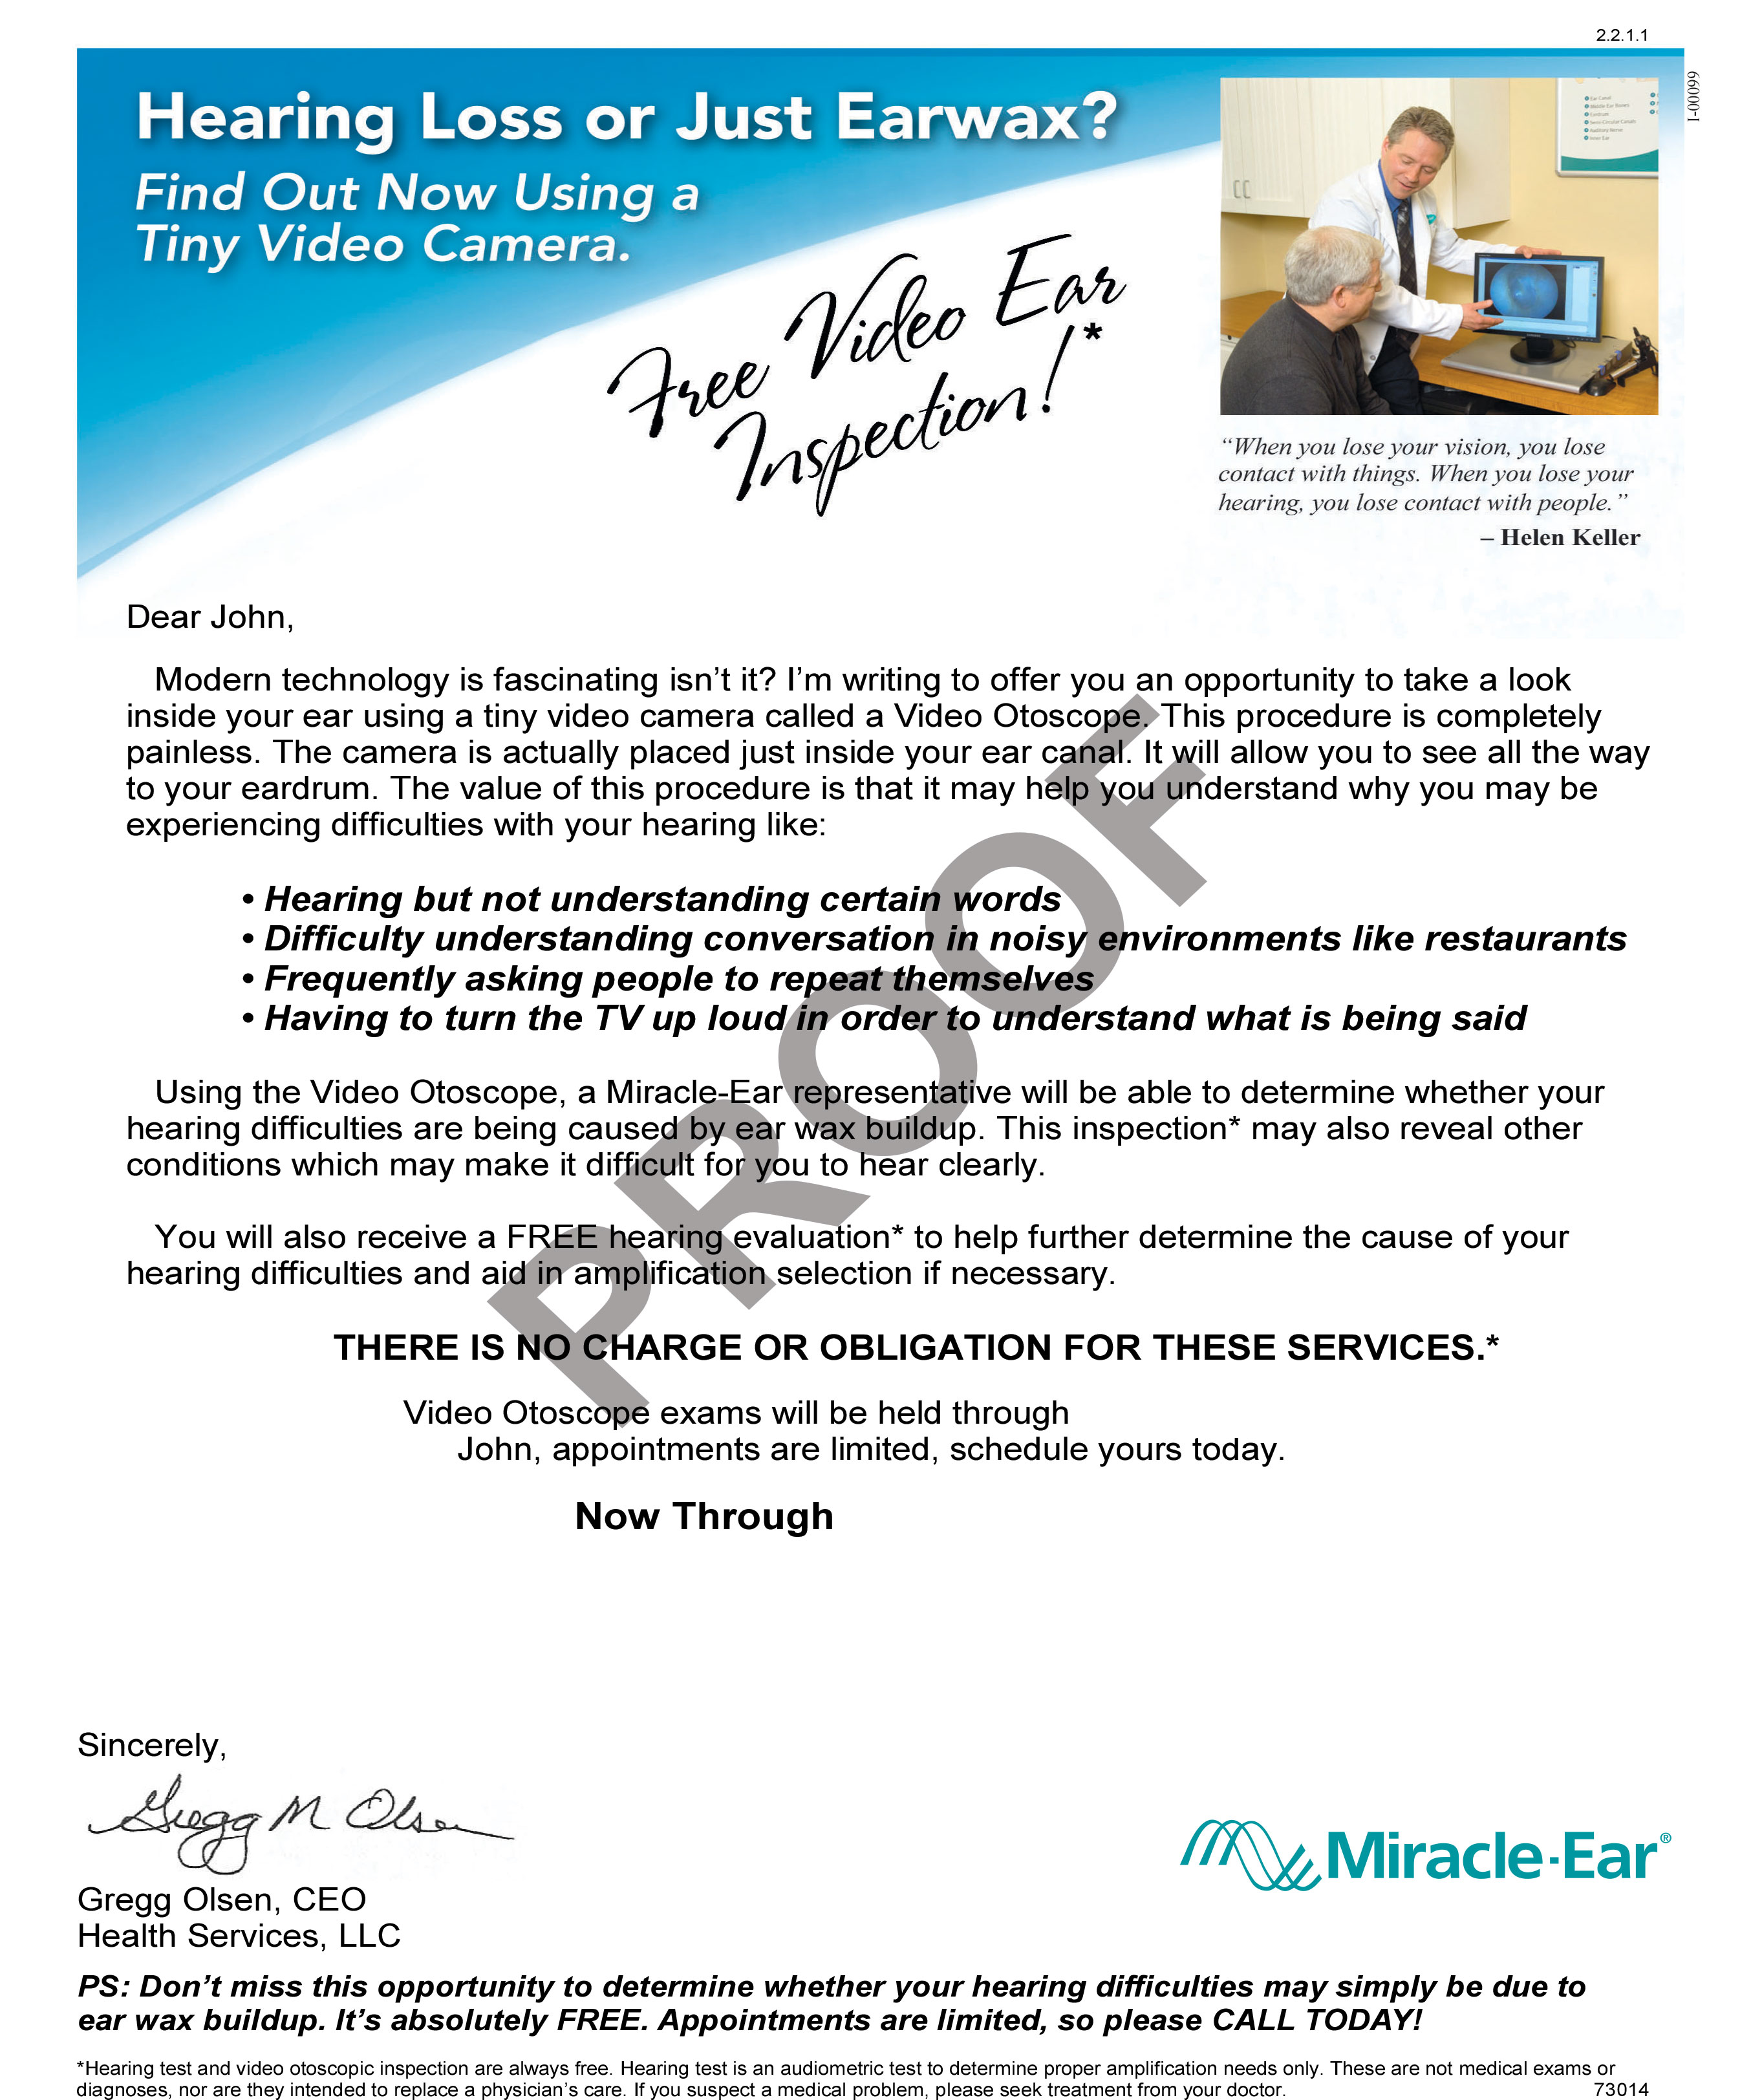 2.2.1.1
I-00099
Hearing Loss or Just Earwax?
Find Out Now Using a
Tiny Video Camera.
Free Video Ear
Inspection!*
Ear Canal
Middle Ear Bones
Cochlea
Semi-Circular Canals
Auditory Nerve
Inner Ear
“When you lose your vision, you lose
contact with things. When you lose your
hearing, you lose contact with people.”
– Helen Keller
Dear John,
Modern technology is fascinating isn’t it? I’m writing to offer you an opportunity to take a look
inside your ear using a tiny video camera called a Video Otoscope. This procedure is completely
painless. The camera is actually placed just inside your ear canal. It will allow you to see all the way
to your eardrum. The value of this procedure is that it may help you understand why you may be
experiencing difficulties with your hearing like:
• Hearing but not understanding certain words
• Difficulty understanding conversation in noisy environments like restaurants
• Frequently asking people to repeat themselves
• Having to turn the TV up loud in order to understand what is being said
PROOF
Using the Video Otoscope, a Miracle-Ear representative will be able to determine whether your
hearing difficulties are being caused by ear wax buildup. This inspection* may also reveal other
conditions which may make it difficult for you to hear clearly.
You will also receive a FREE hearing evaluation* to help further determine the cause of your
hearing difficulties and aid in amplification selection if necessary.
THERE IS NO CHARGE OR OBLIGATION FOR THESE SERVICES.*
Video Otoscope exams will be held through
John, appointments are limited, schedule yours today.
Now Through
Sincerely,
Gregg M Olsen
Gregg Olsen, CEO
Health Services, LLC
Miracle-Ear®
PS: Don’t miss this opportunity to determine whether your hearing difficulties may simply be due to
ear wax buildup. It’s absolutely FREE. Appointments are limited, so please CALL TODAY!
*Hearing test and video otoscopic inspection are always free. Hearing test is an audiometric test to determine proper amplification needs only. These are not medical exams or
diagnoses, nor are they intended to replace a physician’s care. If you suspect a medical problem, please seek treatment from your doctor.
73014